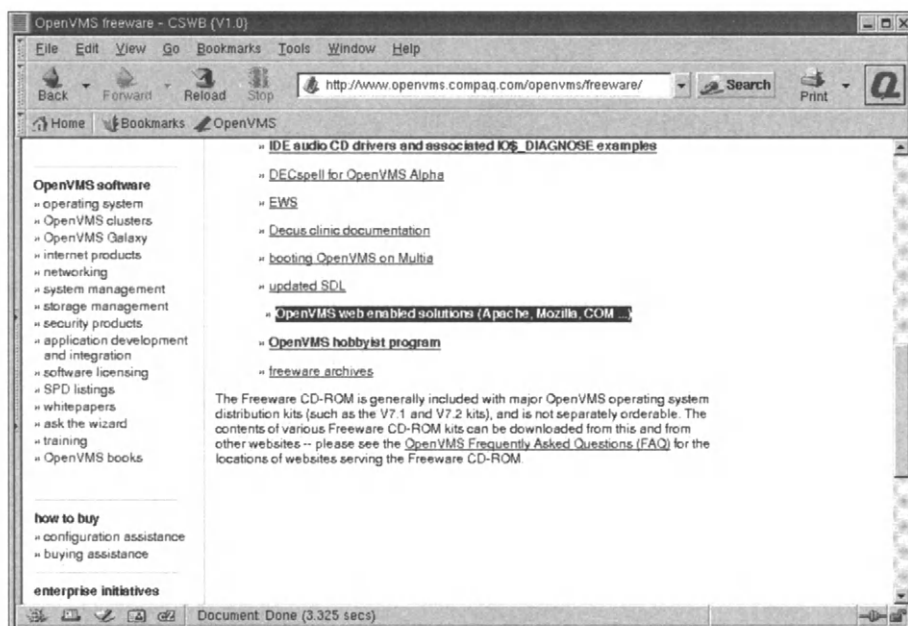 OpenVMS freeware - CSWB {V1.0}
File Edit View Go Bookmarks Tools Window Help
Back Forward Reload Stop http://www.openvms.compaq.com/openvms/freeware/ Search Print
Home Bookmarks OpenVMS
OpenVMS software
» operating system
» OpenVMS clusters
» OpenVMS Galaxy
» internet products
» networking
» system management
» storage management
» security products
» application development
and integration
» software licensing
» SPD listings
» whitepapers
» ask the wizard
» training
» OpenVMS books
how to buy
» configuration assistance
» buying assistance
enterprise initiatives
» IDE audio CD drivers and associated IO$_DIAGNOSE examples
» DECspell for OpenVMS Alpha
» EWS
» Decus clinic documentation
» booting OpenVMS on Multia
» updated SDL
» OpenVMS web enabled solutions (Apache, Mozilla, COM ...)
» OpenVMS hobbyist program
» freeware archives
The Freeware CD-ROM is generally included with major OpenVMS operating system
distribution kits (such as the V7.1 and V7.2 kits), and is not separately orderable. The
contents of various Freeware CD-ROM kits can be downloaded from this and from
other websites -- please see the OpenVMS Frequently Asked Questions (FAQ) for the
locations of websites serving the Freeware CD-ROM.
Document: Done (3.325 secs)